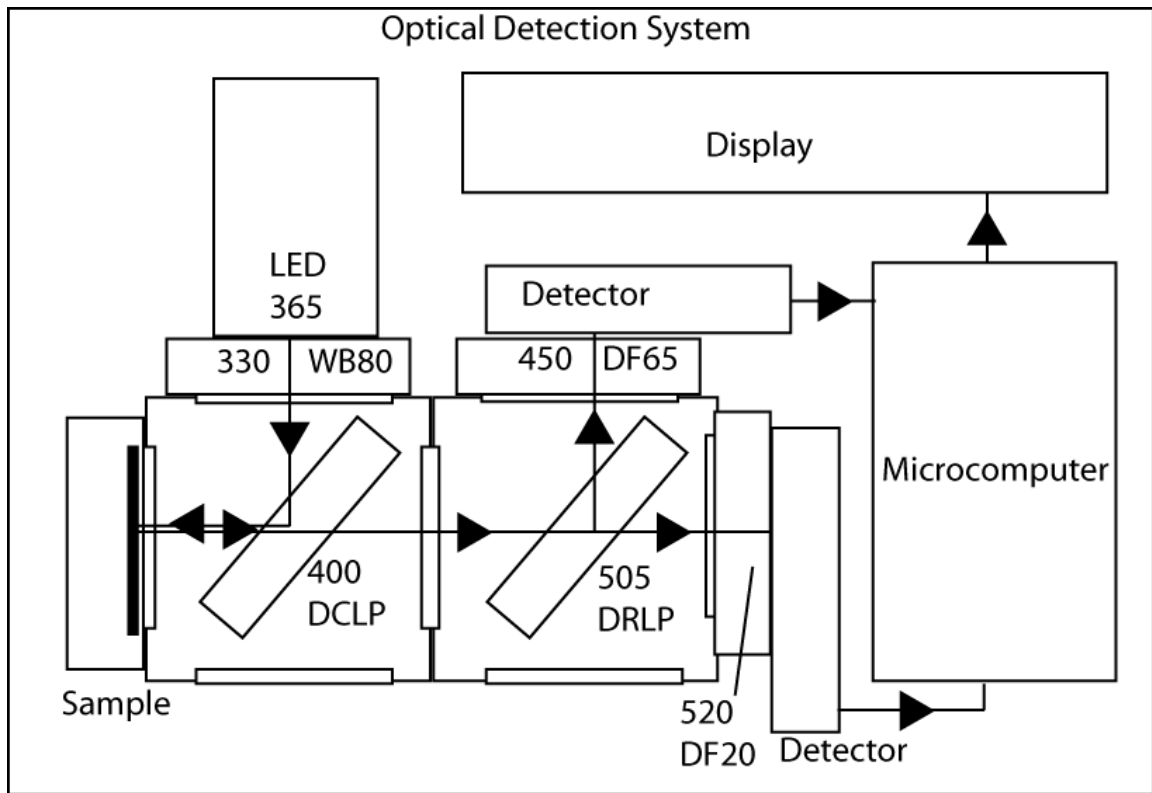 Optical Detection System
Display
LED
365
Detector
330 WB80
450 DF65
Microcomputer
400
DCLP
505
DRLP
Sample
520
DF20
Detector